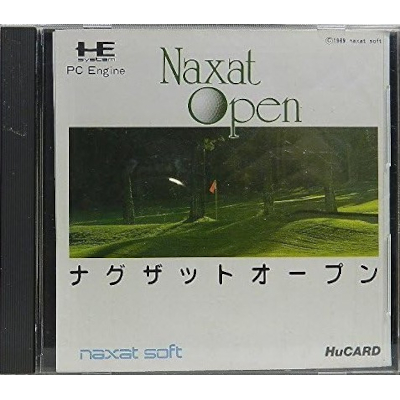 HE
system
PC Engine
©1989 naxat soft
Naxat
Open
ナグザットオープン
naxat soft
HuCARD